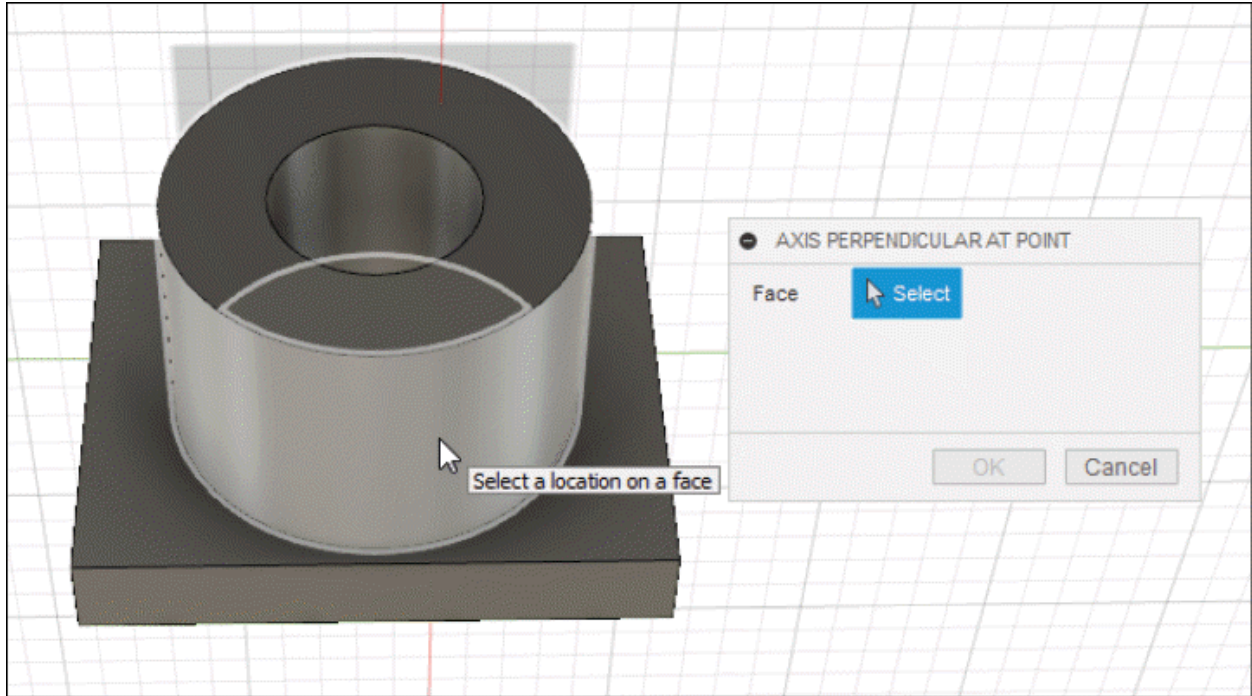 AXIS PERPENDICULAR AT POINT
Face
Select
Select a location on a face
OK
Cancel